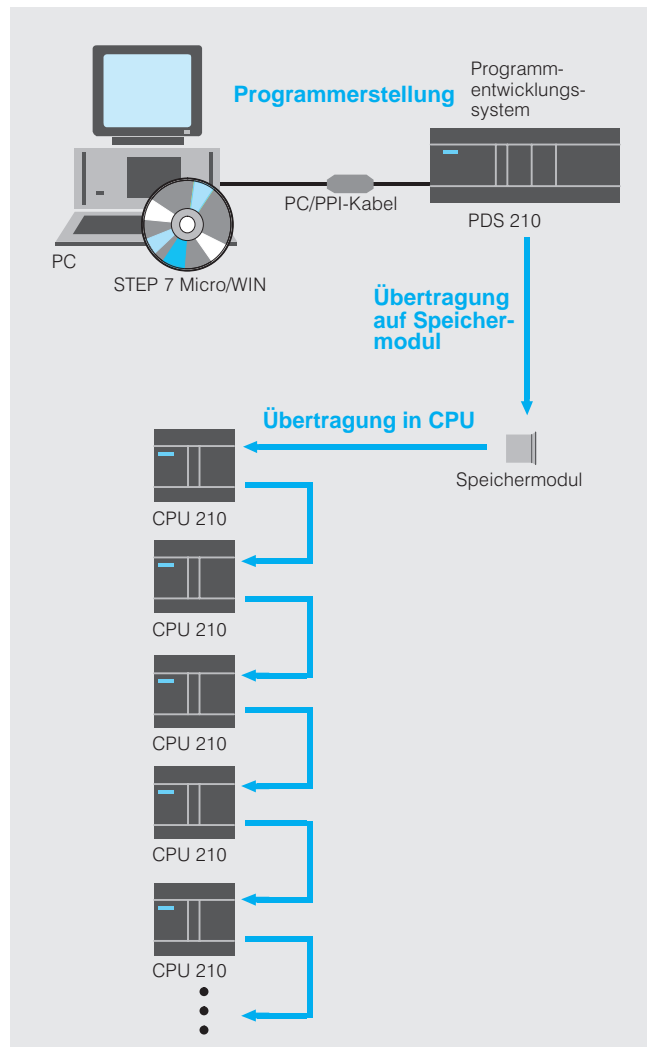 Programm-
entwicklungs-
system
Programmerstellung
PC/PPI-Kabel
PDS 210
PC
STEP 7 Micro/WIN
Übertragung
auf Speicher-
modul
Übertragung in CPU
Speichermodul
CPU 210
CPU 210
CPU 210
CPU 210
CPU 210